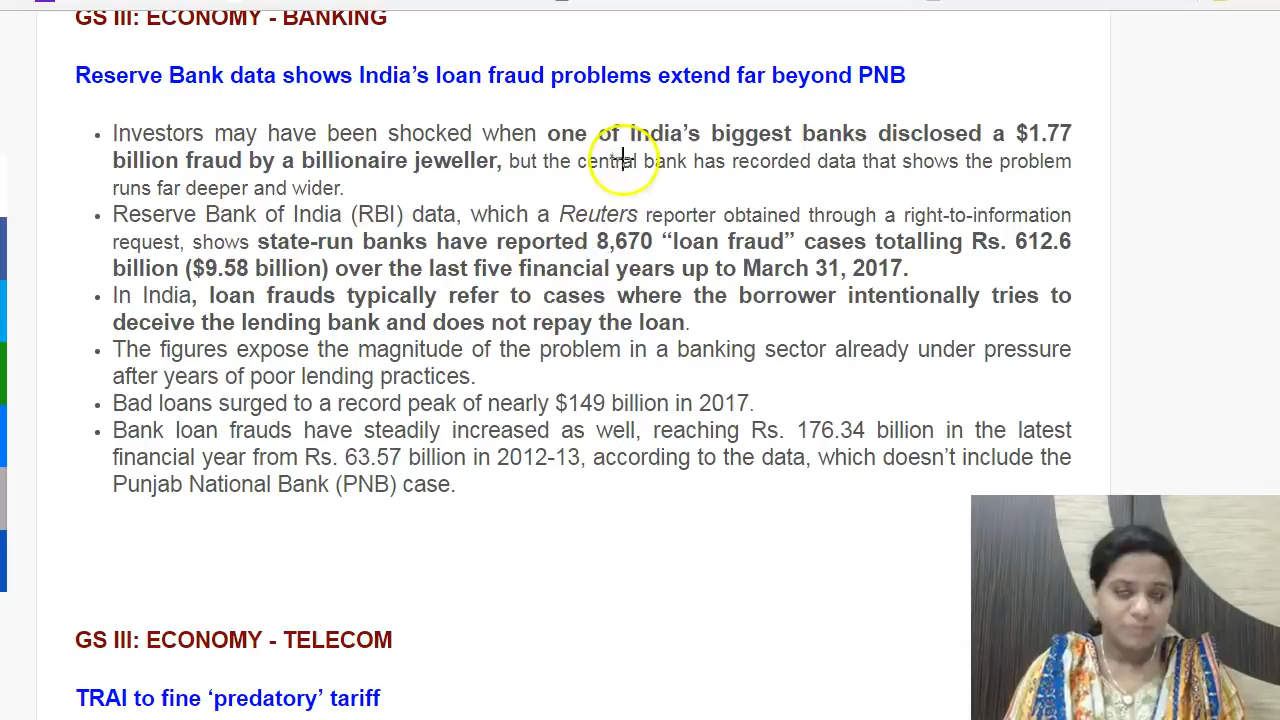 GS III: ECONOMY - BANKING
Reserve Bank data shows India’s loan fraud problems extend far beyond PNB
• Investors may have been shocked when one of India’s biggest banks disclosed a $1.77
billion fraud by a billionaire jeweller, but the central bank has recorded data that shows the problem
runs far deeper and wider.
• Reserve Bank of India (RBI) data, which a Reuters reporter obtained through a right-to-information
request, shows state-run banks have reported 8,670 “loan fraud” cases totalling Rs. 612.6
billion ($9.58 billion) over the last five financial years up to March 31, 2017.
• In India, loan frauds typically refer to cases where the borrower intentionally tries to
deceive the lending bank and does not repay the loan.
• The figures expose the magnitude of the problem in a banking sector already under pressure
after years of poor lending practices.
• Bad loans surged to a record peak of nearly $149 billion in 2017.
• Bank loan frauds have steadily increased as well, reaching Rs. 176.34 billion in the latest
financial year from Rs. 63.57 billion in 2012-13, according to the data, which doesn’t include the
Punjab National Bank (PNB) case.
GS III: ECONOMY - TELECOM
TRAI to fine ‘predatory’ tariff